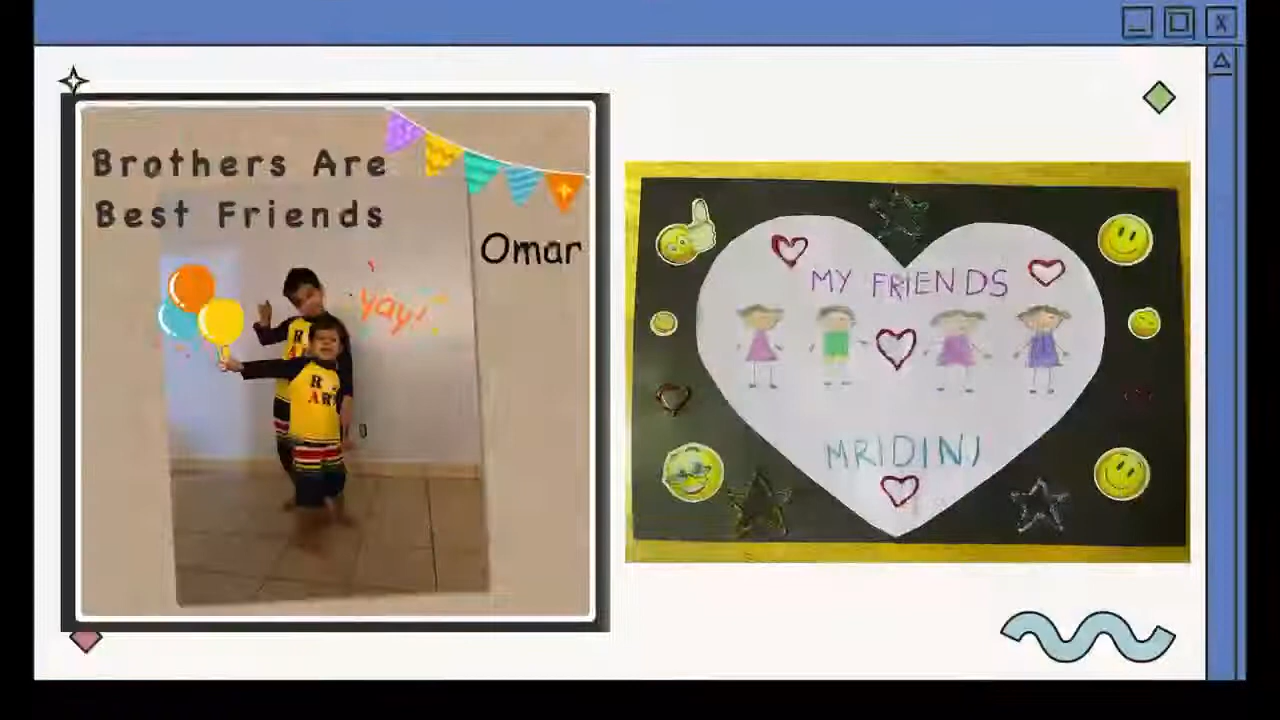 Brothers Are
Best Friends
Omar
yay!
MY FRIENDS
MRIDINI